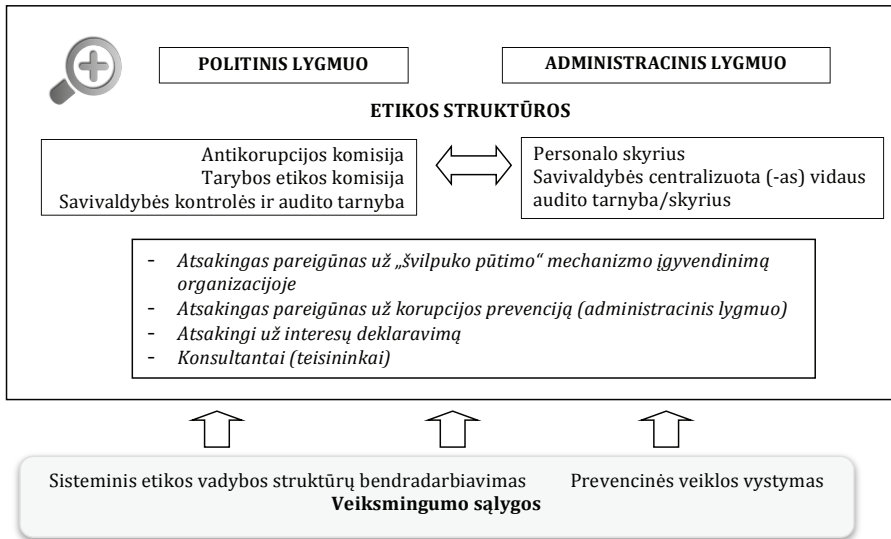 POLITINIS LYGMUO
ADMINISTRACINIS LYGMUO
ETIKOS STRUKTŪROS
Antikorupcijos komisija
Tarybos etikos komisija
Savivaldybės kontrolės ir audito tarnyba
Personalo skyrius
Savivaldybės centralizuota (-as) vidaus
audito tarnyba/skyrius
- Atsakingas pareigūnas už „švilpuko pūtimo“ mechanizmo įgyvendinimą
organizacijoje
- Atsakingas pareigūnas už korupcijos prevenciją (administracinis lygmuo)
- Atsakingi už interesų deklaravimą
- Konsultantai (teisininkai)
Sisteminis etikos vadybos struktūrų bendradarbiavimas
Prevencinės veiklos vystymas
Veiksmingumo sąlygos